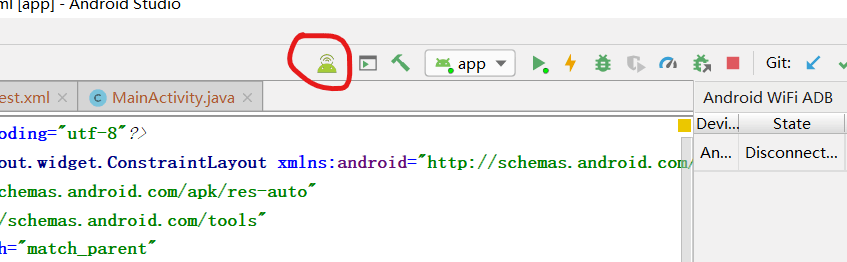 ml [app] - Android Studio
app
Git:
est.xml
MainActivity.java
Android WiFi ADB
oding="utf-8"?>
Devi...
State
out.widget.ConstraintLayout xmlns:android="http://schemas.android.com/
An...
Disconnect...
chemas.android.com/apk/res-auto"
/schemas.android.com/tools"
h="match_parent"